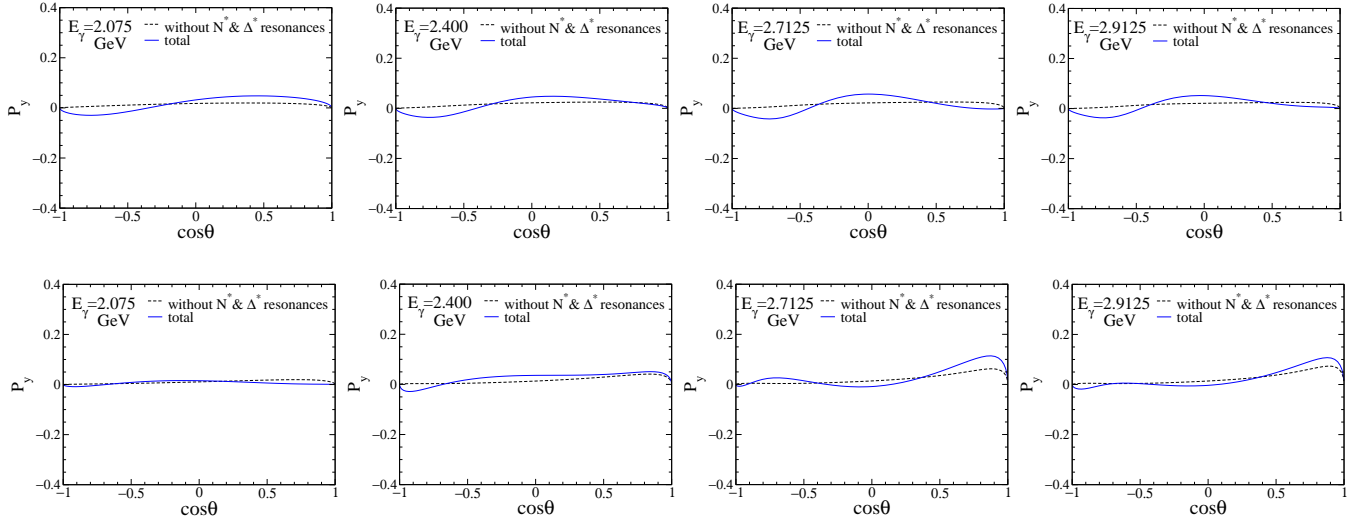 0.4
E_γ=2.075 GeV
without N* & Δ* resonances
total
0.2
0
−0.2
−0.4
P_y
−1 −0.5 0 0.5 1
cosθ
0.4
E_γ=2.400 GeV
without N* & Δ* resonances
total
0.2
0
−0.2
−0.4
P_y
−1 −0.5 0 0.5 1
cosθ
0.4
E_γ=2.7125 GeV
without N* & Δ* resonances
total
0.2
0
−0.2
−0.4
P_y
−1 −0.5 0 0.5 1
cosθ
0.4
E_γ=2.9125 GeV
without N* & Δ* resonances
total
0.2
0
−0.2
−0.4
P_y
−1 −0.5 0 0.5 1
cosθ
0.4
E_γ=2.075 GeV
without N* & Δ* resonances
total
0.2
0
−0.2
−0.4
P_y
−1 −0.5 0 0.5 1
cosθ
0.4
E_γ=2.400 GeV
without N* & Δ* resonances
total
0.2
0
−0.2
−0.4
P_y
−1 −0.5 0 0.5 1
cosθ
0.4
E_γ=2.7125 GeV
without N* & Δ* resonances
total
0.2
0
−0.2
−0.4
P_y
−1 −0.5 0 0.5 1
cosθ
0.4
E_γ=2.9125 GeV
without N* & Δ* resonances
total
0.2
0
−0.2
−0.4
P_y
−1 −0.5 0 0.5 1
cosθ